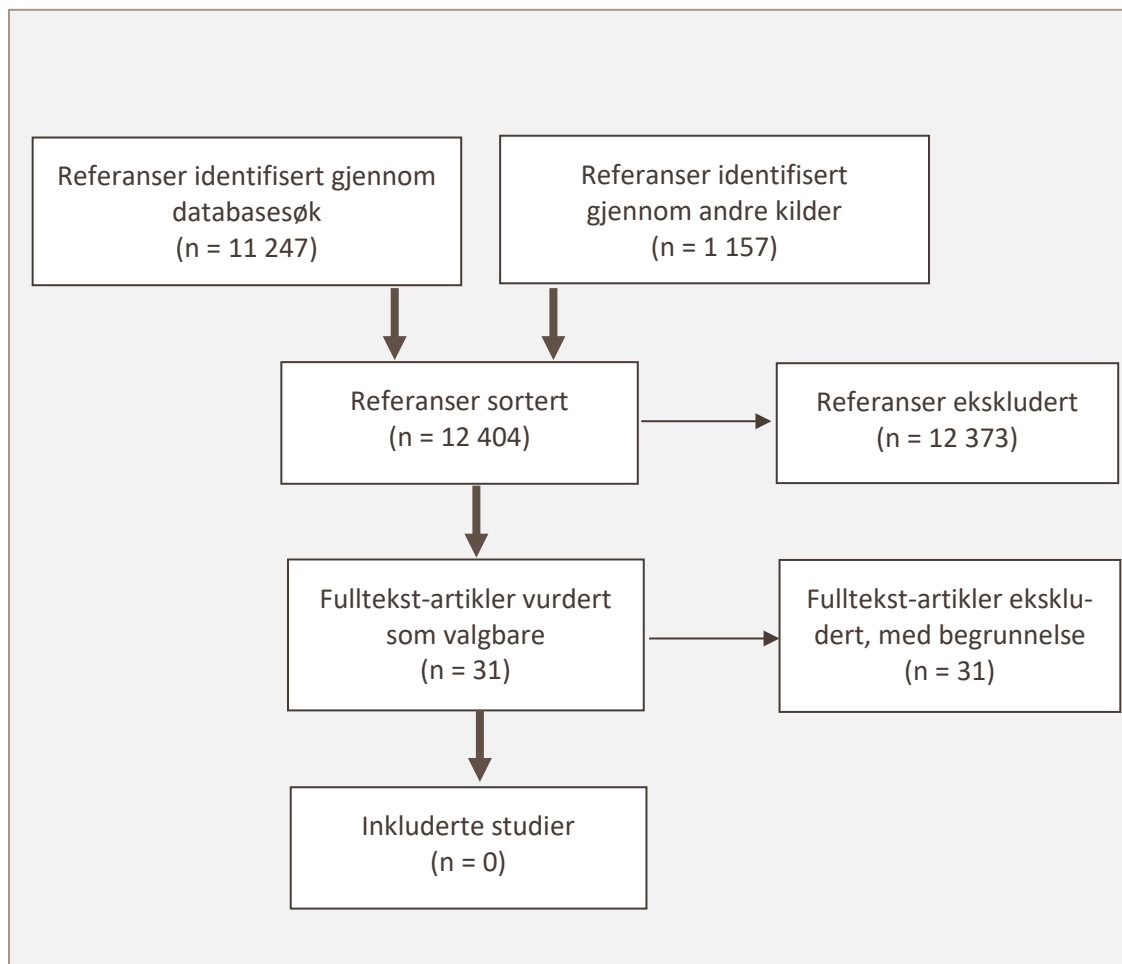 Referanser identifisert gjennom
databasesøk
(n = 11 247)
Referanser identifisert
gjennom andre kilder
(n = 1 157)
Referanser sortert
(n = 12 404)
Referanser ekskludert
(n = 12 373)
Fulltekst-artikler vurdert
som valgbare
(n = 31)
Fulltekst-artikler eksklu-
dert, med begrunnelse
(n = 31)
Inkluderte studier
(n = 0)